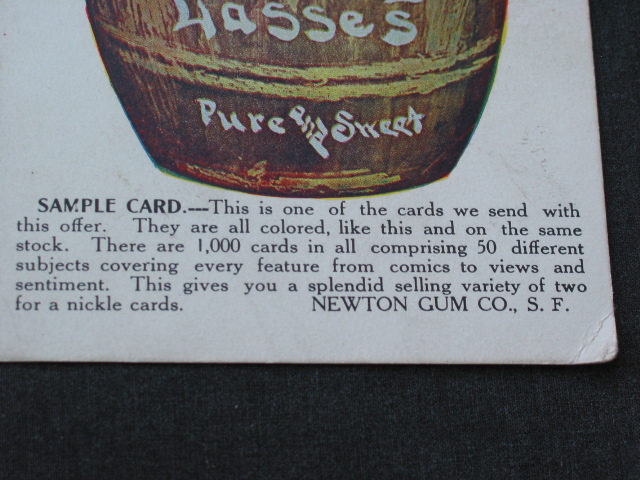 Lasses
Pure and Sweet
SAMPLE CARD.---This is one of the cards we send with
this offer. They are all colored, like this and on the same
stock. There are 1,000 cards in all comprising 50 different
subjects covering every feature from comics to views and
sentiment. This gives you a splendid selling variety of two
for a nickle cards. NEWTON GUM CO., S. F.